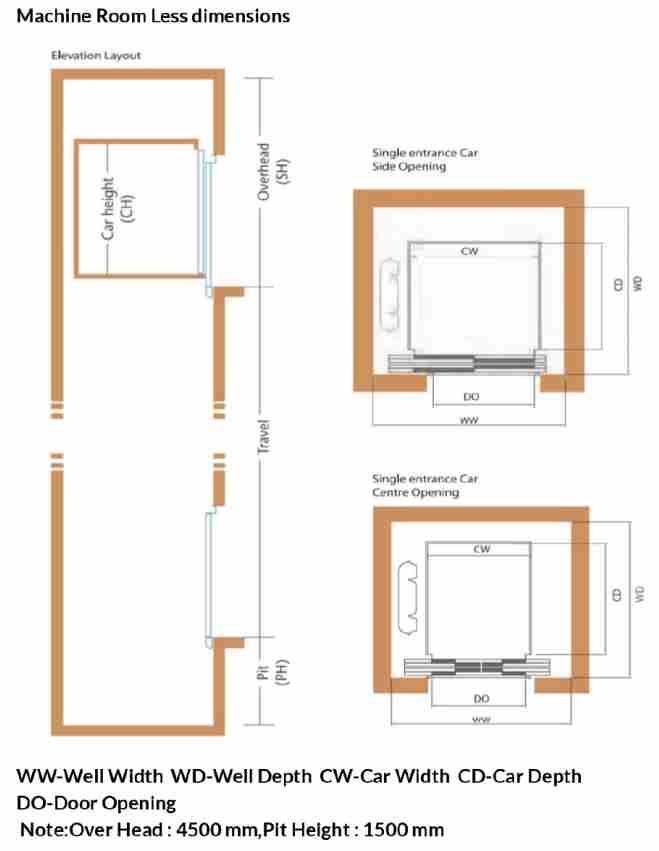 Machine Room Less dimensions
Elevation Layout
Car height
(CH)
Overhead
(SH)
Travel
Pit
(PH)
Single entrance Car
Side Opening
CW
CD
WD
DO
WW
Single entrance Car
Centre Opening
CW
CD
WD
DO
WW
WW-Well Width WD-Well Depth CW-Car Width CD-Car Depth
DO-Door Opening
Note:Over Head : 4500 mm,Pit Height : 1500 mm